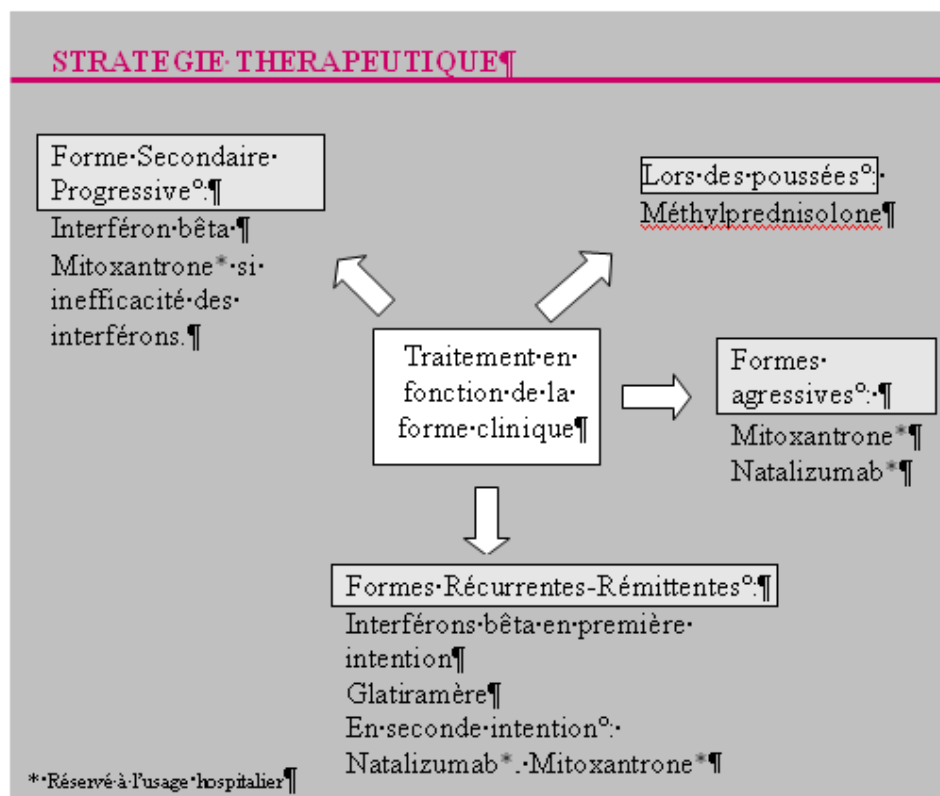 STRATEGIE·THERAPEUTIQUE¶
Forme·Secondaire·
Progressive°:¶
Interféron·bêta·¶
Mitoxantrone*·si·
inefficacité·des·
interférons.¶
Lors·des·poussées°:·
Méthylprednisolone¶
Traitement·en·
fonction·de·la·
forme·clinique¶
Formes·
agressives°:·¶
Mitoxantrone*¶
Natalizumab*¶
Formes·Récurrentes-Rémittentes°:¶
Interférons·bêta·en·première·
intention¶
Glatiramère¶
En·seconde·intention°:·
Natalizumab*.·Mitoxantrone*¶
*·Réservé·à·l'usage·hospitalier¶